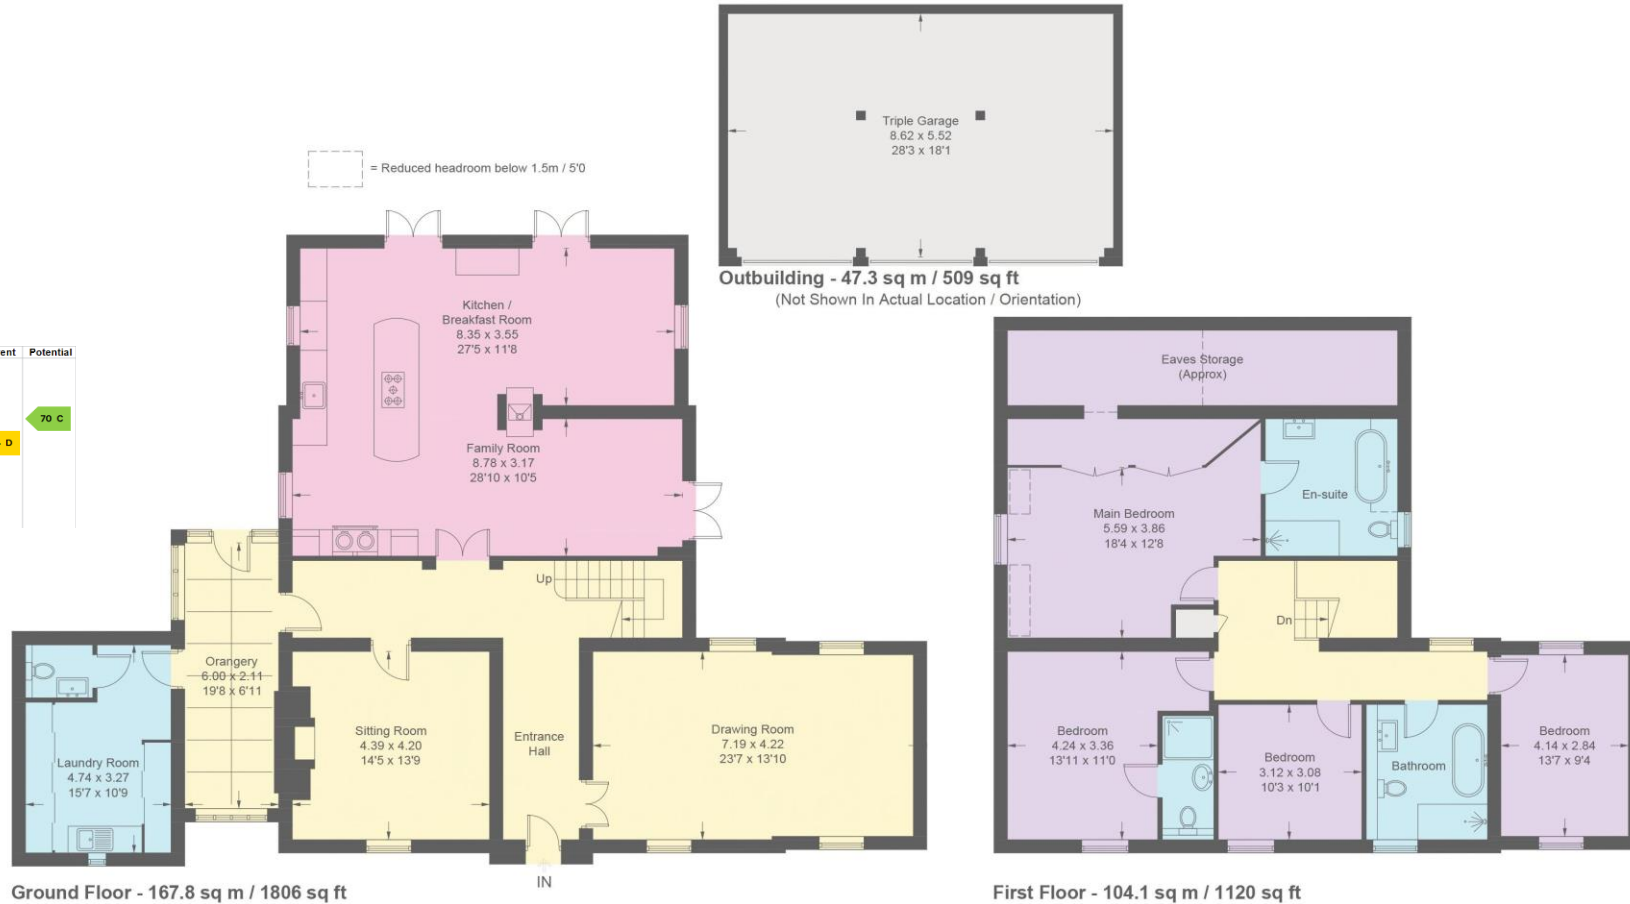 Triple Garage
8.62 x 5.52
28'3 x 18'1
= Reduced headroom below 1.5m / 5'0
Outbuilding - 47.3 sq m / 509 sq ft
(Not Shown In Actual Location / Orientation)
Kitchen /
Breakfast Room
8.35 x 3.55
27'5 x 11'8
ent Potential
70 C
D
Family Room
8.78 x 3.17
28'10 x 10'5
Up
Orangery
6.00 x 2.11
19'8 x 6'11
Laundry Room
4.74 x 3.27
15'7 x 10'9
Sitting Room
4.39 x 4.20
14'5 x 13'9
Entrance
Hall
Drawing Room
7.19 x 4.22
23'7 x 13'10
IN
Ground Floor - 167.8 sq m / 1806 sq ft
Eaves Storage
(Approx)
Main Bedroom
5.59 x 3.86
18'4 x 12'8
En-suite
Dn
Bedroom
4.24 x 3.36
13'11 x 11'0
Bedroom
3.12 x 3.08
10'3 x 10'1
Bathroom
Bedroom
4.14 x 2.84
13'7 x 9'4
First Floor - 104.1 sq m / 1120 sq ft